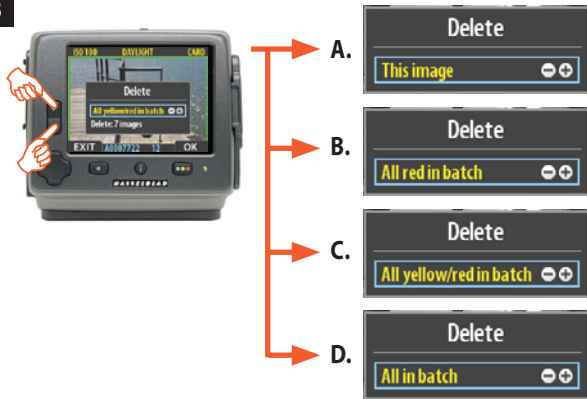 ISO 100 DAYLIGHT CARD
Delete
All yellow/red in batch
Delete: 7 images
EXIT A0007722 12 OK
HASSELBLAD
A.
Delete
This image
B.
Delete
All red in batch
C.
Delete
All yellow/red in batch
D.
Delete
All in batch